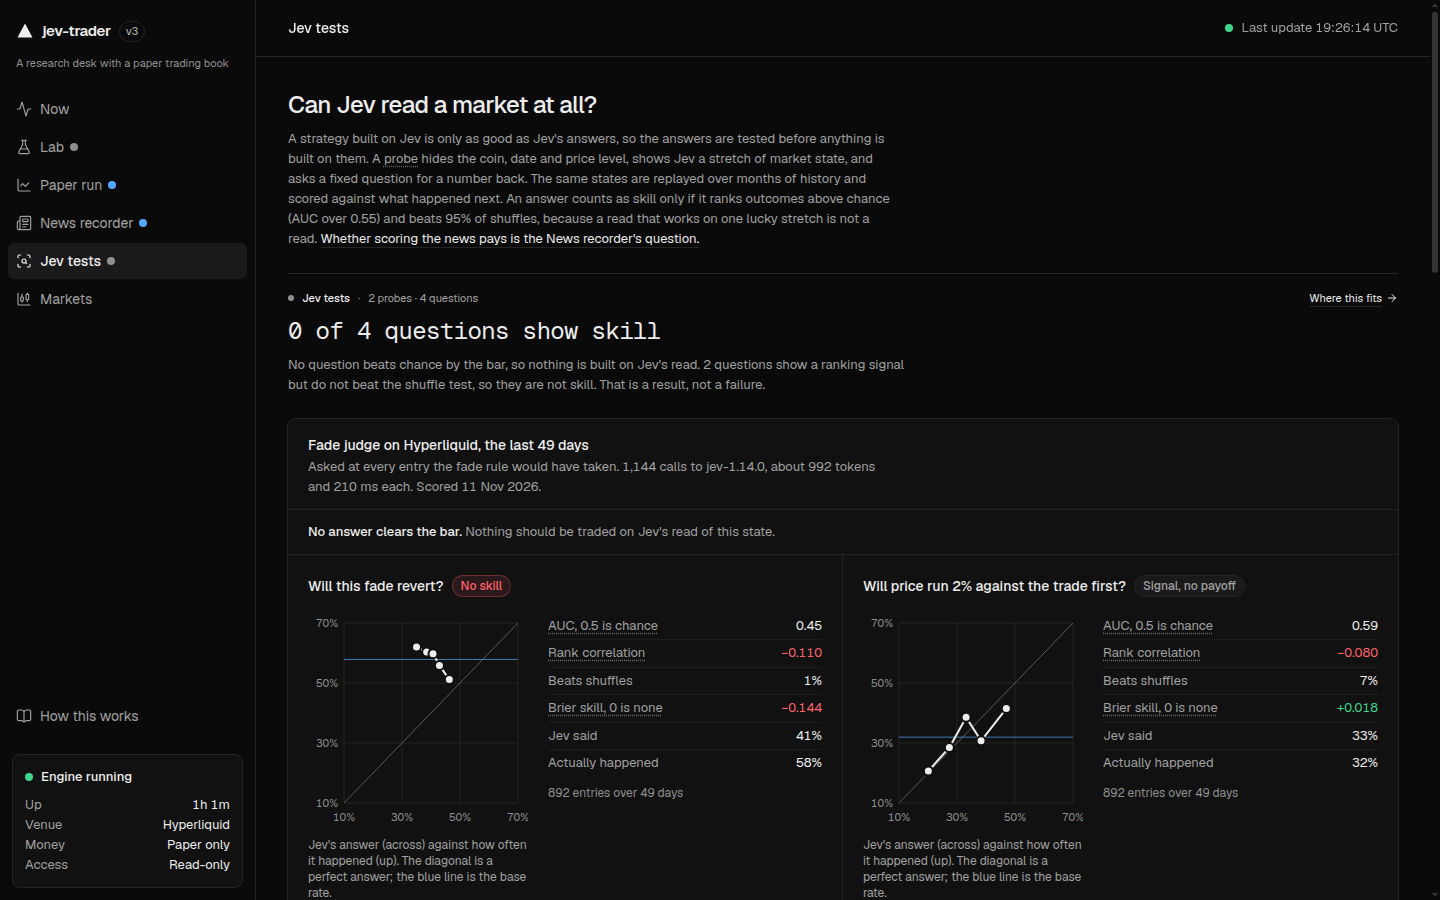 jev-trader v3
A research desk with a paper trading book
Now
Lab
Paper run
News recorder
Jev tests
Markets
How this works
Engine running
Up 1h 1m
Venue Hyperliquid
Money Paper only
Access Read-only
Jev tests
Last update 19:26:14 UTC
Can Jev read a market at all?
A strategy built on Jev is only as good as Jev's answers, so the answers are tested before anything is
built on them. A probe hides the coin, date and price level, shows Jev a stretch of market state, and
asks a fixed question for a number back. The same states are replayed over months of history and
scored against what happened next. An answer counts as skill only if it ranks outcomes above chance
(AUC over 0.55) and beats 95% of shuffles, because a read that works on one lucky stretch is not a
read. Whether scoring the news pays is the News recorder's question.
Jev tests · 2 probes · 4 questions
Where this fits →
0 of 4 questions show skill
No question beats chance by the bar, so nothing is built on Jev's read. 2 questions show a ranking signal
but do not beat the shuffle test, so they are not skill. That is a result, not a failure.
Fade judge on Hyperliquid, the last 49 days
Asked at every entry the fade rule would have taken. 1,144 calls to jev-1.14.0, about 992 tokens
and 210 ms each. Scored 11 Nov 2026.
No answer clears the bar. Nothing should be traded on Jev's read of this state.
Will this fade revert? No skill
70%
50%
30%
10%
10% 30% 50% 70%
AUC, 0.5 is chance 0.45
Rank correlation −0.110
Beats shuffles 1%
Brier skill, 0 is none −0.144
Jev said 41%
Actually happened 58%
892 entries over 49 days
Jev's answer (across) against how often
it happened (up). The diagonal is a
perfect answer; the blue line is the base
rate.
Will price run 2% against the trade first? Signal, no payoff
70%
50%
30%
10%
10% 30% 50% 70%
AUC, 0.5 is chance 0.59
Rank correlation −0.080
Beats shuffles 7%
Brier skill, 0 is none +0.018
Jev said 33%
Actually happened 32%
892 entries over 49 days
Jev's answer (across) against how often
it happened (up). The diagonal is a
perfect answer; the blue line is the base
rate.